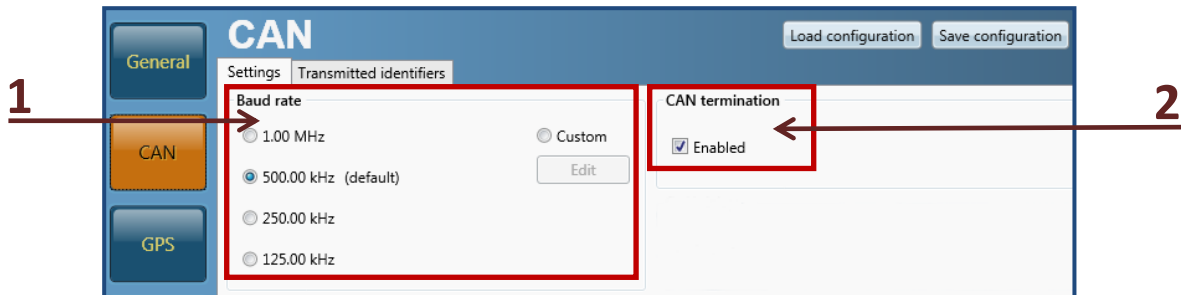 CAN
Load configuration
Save configuration
General
Settings
Transmitted identifiers
1
Baud rate
CAN termination
2
1.00 MHz
Custom
Enabled
CAN
500.00 kHz (default)
Edit
250.00 kHz
GPS
125.00 kHz